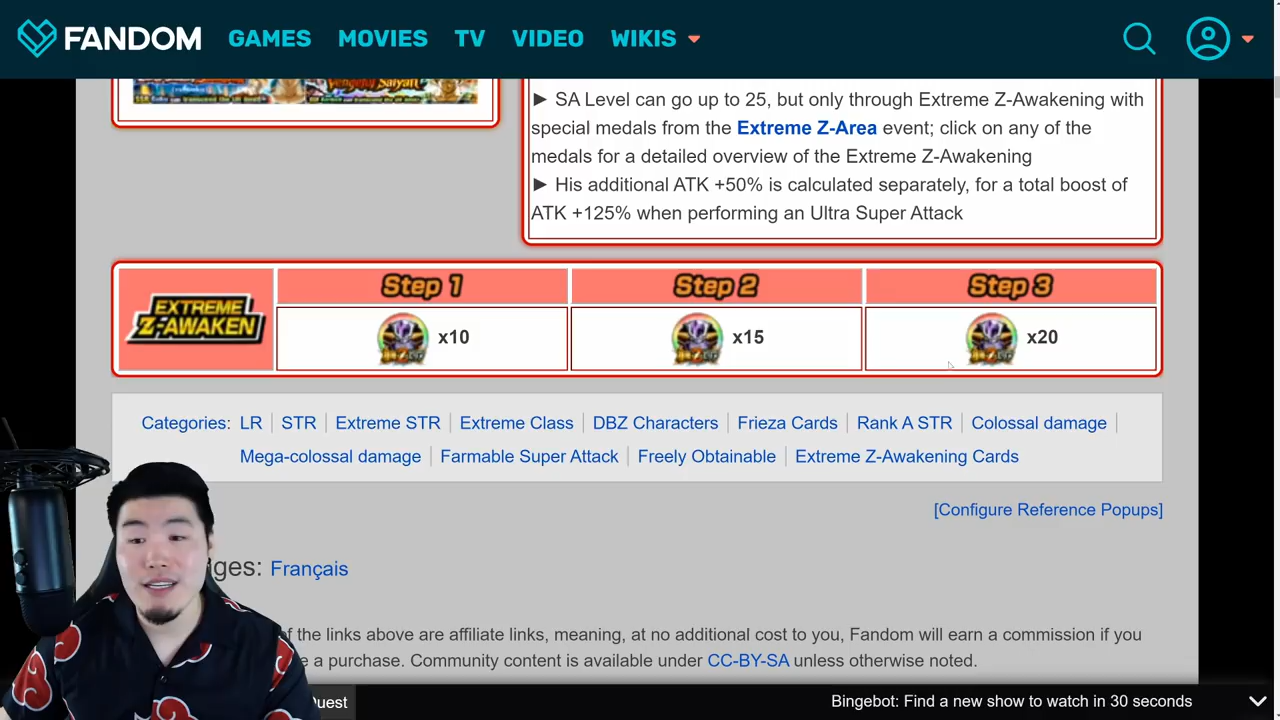 FANDOM GAMES MOVIES TV VIDEO WIKIS
► SA Level can go up to 25, but only through Extreme Z-Awakening with
special medals from the Extreme Z-Area event; click on any of the
medals for a detailed overview of the Extreme Z-Awakening
► His additional ATK +50% is calculated separately, for a total boost of
ATK +125% when performing an Ultra Super Attack
EXTREME
Z-AWAKEN
Step 1 Step 2 Step 3
x10 x15 x20
Categories: LR STR Extreme STR Extreme Class DBZ Characters Frieza Cards Rank A STR Colossal damage
Mega-colossal damage Farmable Super Attack Freely Obtainable Extreme Z-Awakening Cards
[Configure Reference Popups]
ges: Français
f the links above are affiliate links, meaning, at no additional cost to you, Fandom will earn a commission if you
e a purchase. Community content is available under CC-BY-SA unless otherwise noted.
uest Bingebot: Find a new show to watch in 30 seconds